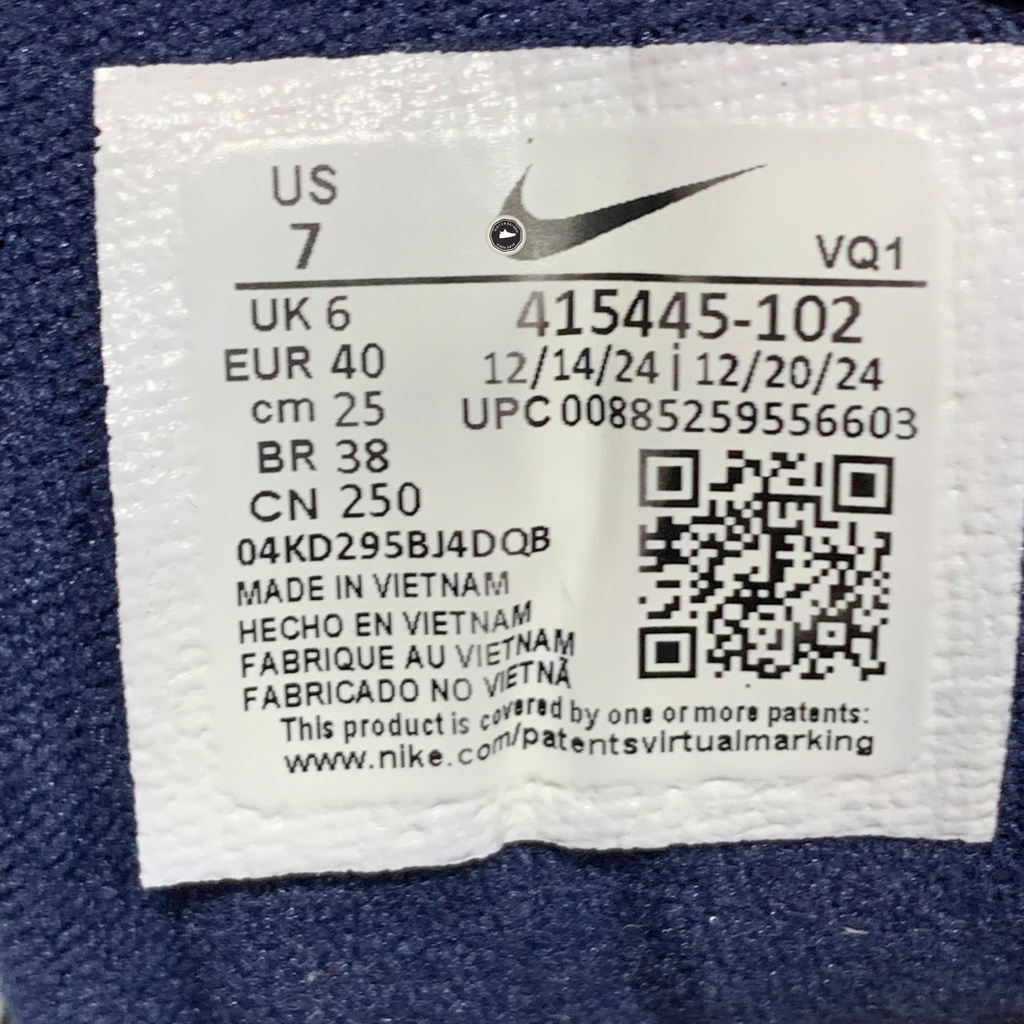 US
7
VQ1
UK 6
415445-102
EUR 40
12/14/24 | 12/20/24
cm 25
UPC 00885259556603
BR 38
CN 250
04KD295BJ4DQB
MADE IN VIETNAM
HECHO EN VIETNAM
FABRIQUE AU VIETNAM
FABRICADO NO VIETNÃ
This product is covered by one or more patents:
www.nike.com/patentsvirtualmarking